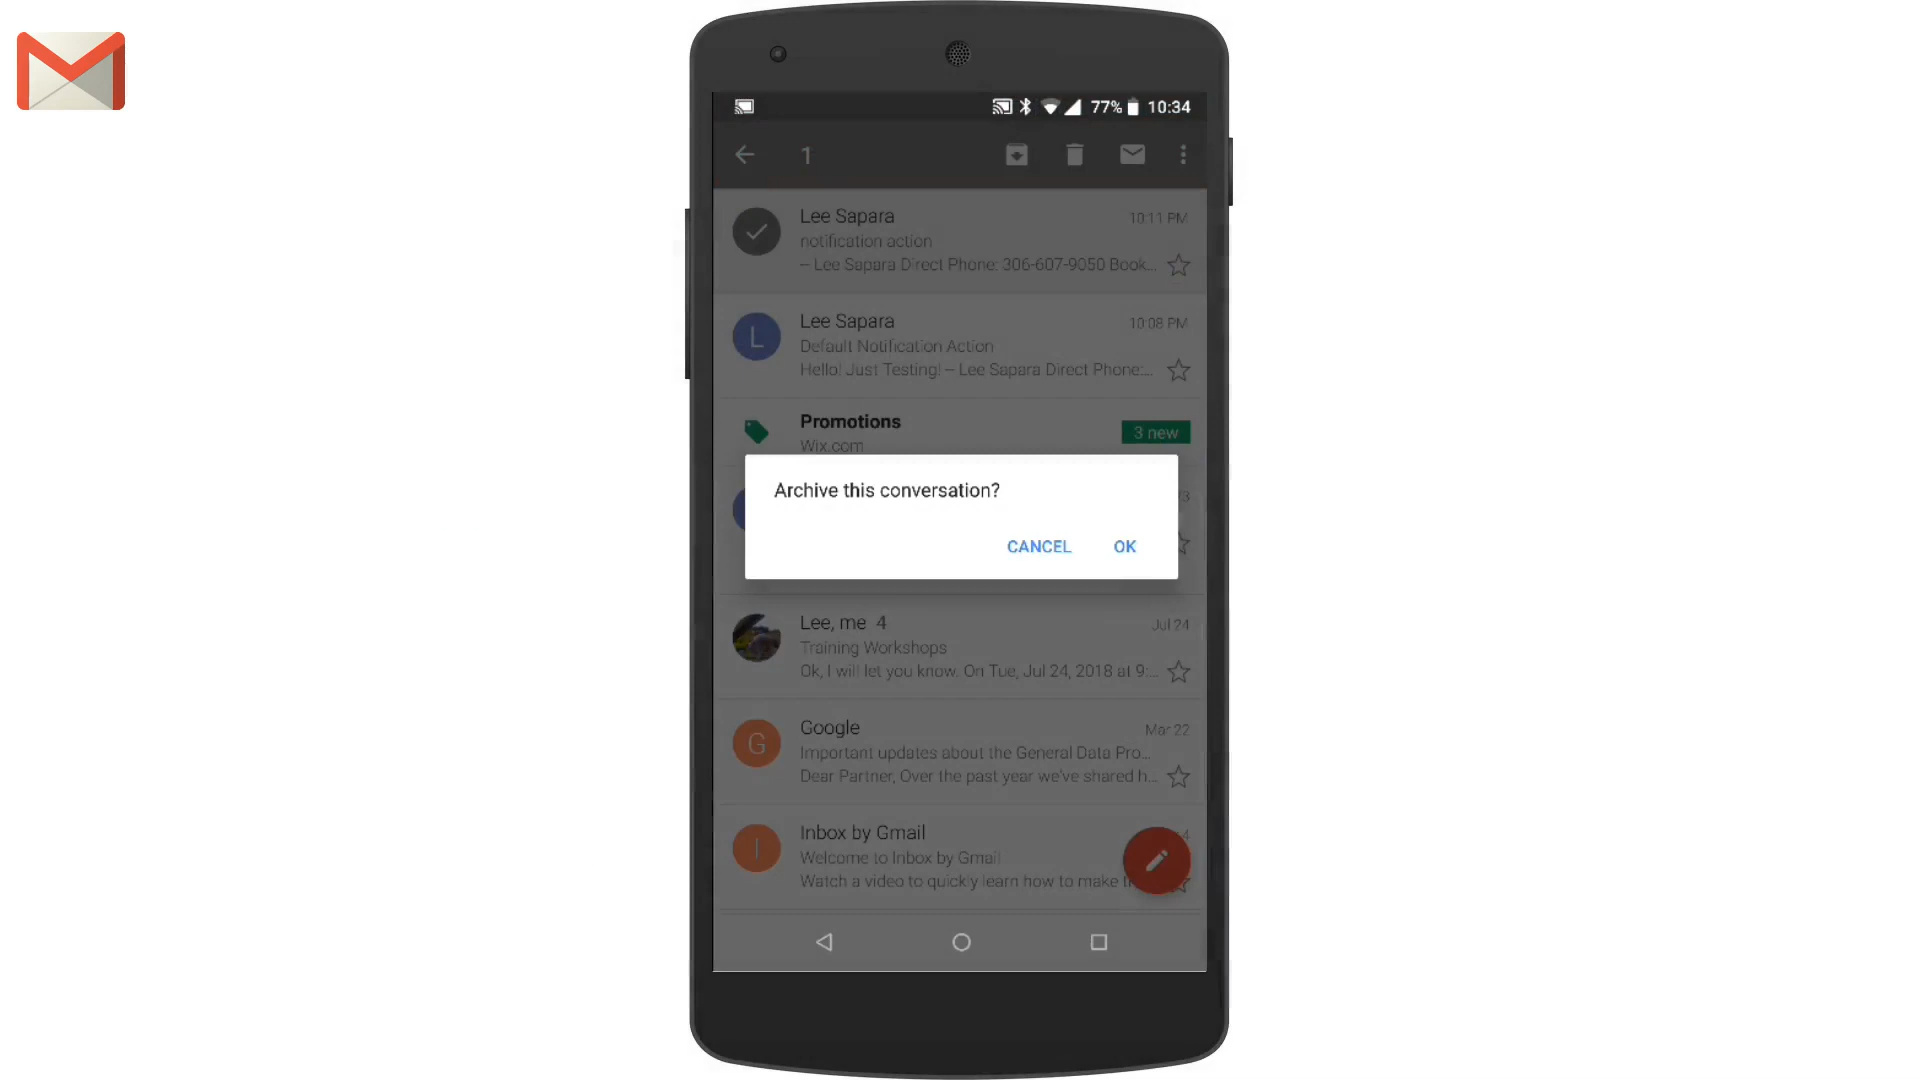 77% 10:34
1
Lee Sapara 10:11 PM
notification action
– Lee Sapara Direct Phone: 306-607-9050 Book...
L Lee Sapara 10:08 PM
Default Notification Action
Hello! Just Testing! – Lee Sapara Direct Phone:...
Promotions 3 new
Wix.com
Archive this conversation?
CANCEL OK
Lee, me 4 Jul 24
Training Workshops
Ok, I will let you know. On Tue, Jul 24, 2018 at 9:...
G Google Mar 22
Important updates about the General Data Pro...
Dear Partner, Over the past year we've shared h...
I Inbox by Gmail
Welcome to Inbox by Gmail
Watch a video to quickly learn how to make